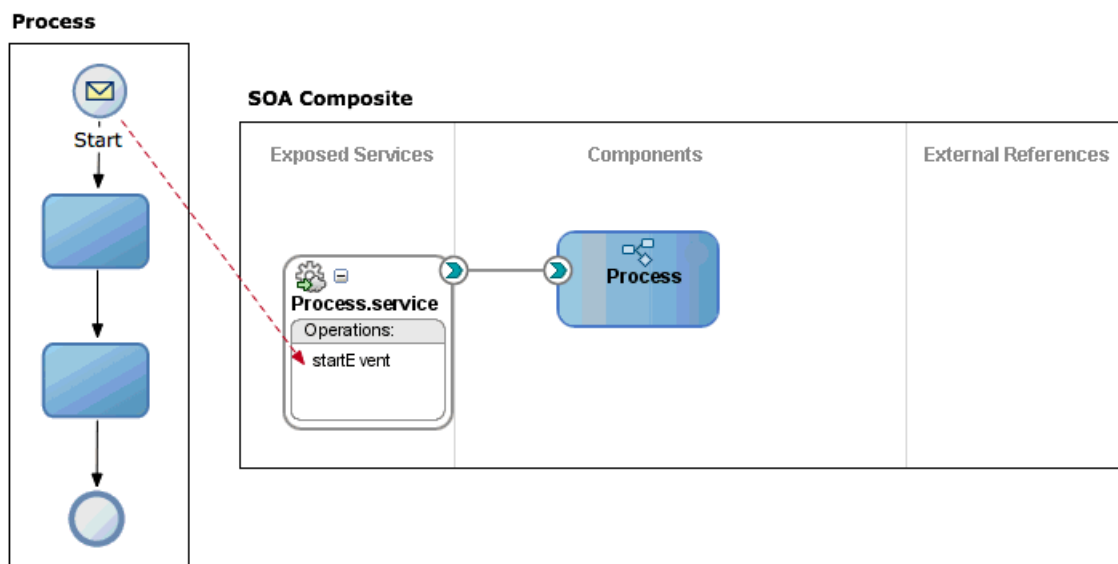 Process
Start
SOA Composite
Exposed Services
Components
External References
Process.service
Operations:
startE vent
Process